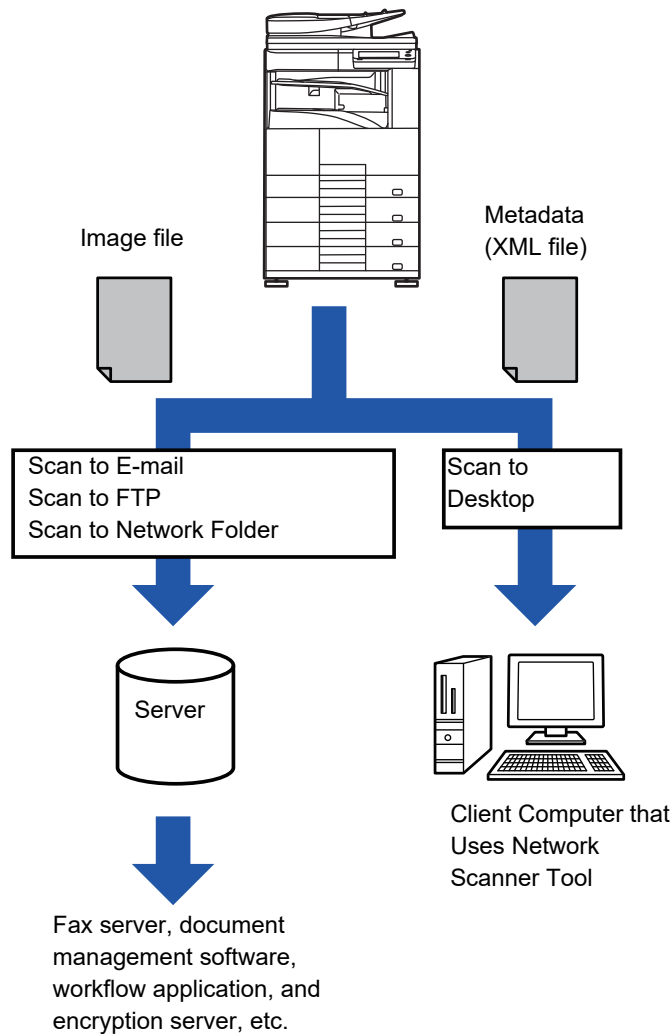 Image file
Metadata
(XML file)
Scan to E-mail
Scan to FTP
Scan to Network Folder
Scan to
Desktop
Server
Client Computer that
Uses Network
Scanner Tool
Fax server, document
management software,
workflow application, and
encryption server, etc.